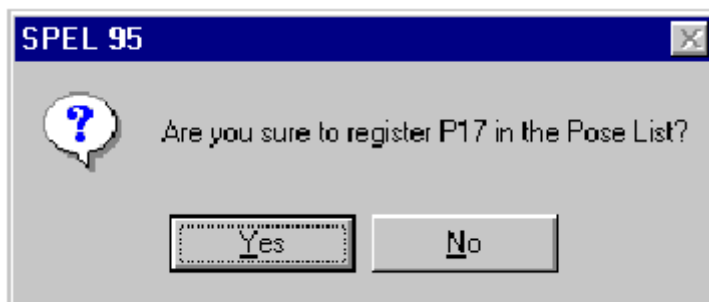 SPEL 95
Are you sure to register P17 in the Pose List?
Yes No